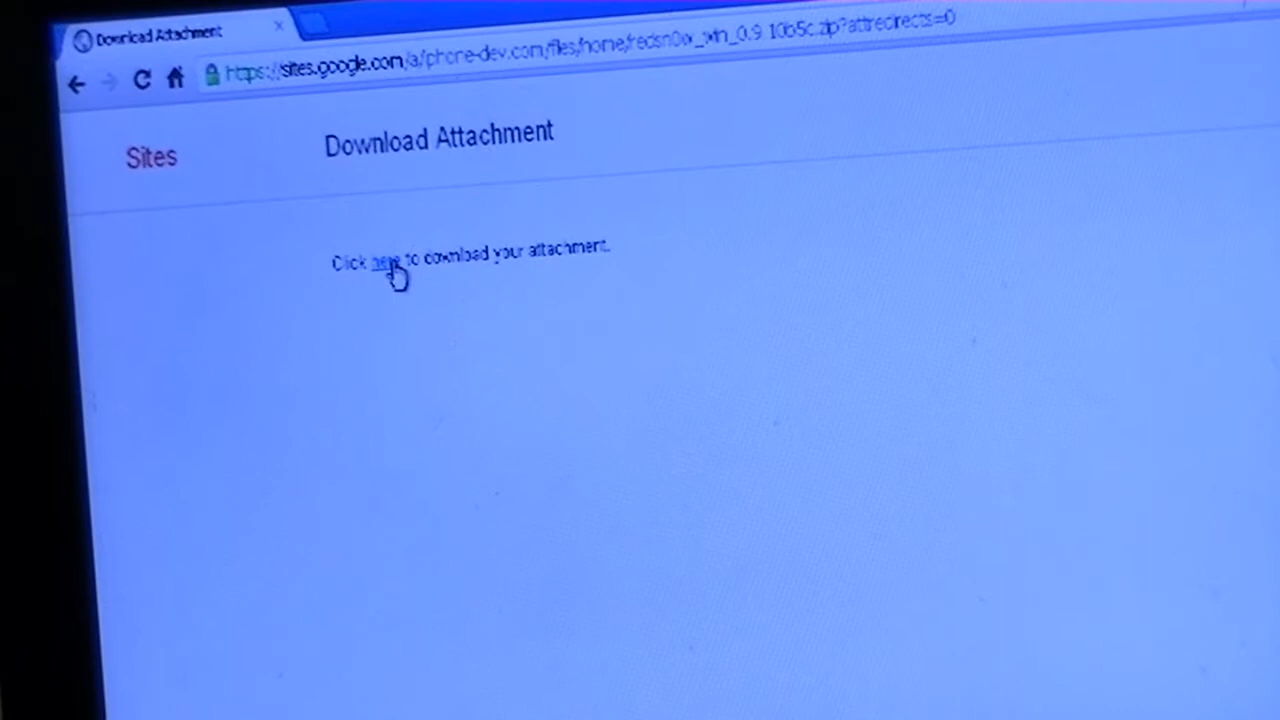 Download Attachment
https://sites.google.com/a/iphone-dev.com/files/home/redsn0w_win_0.9.10b5c.zip?attredirects=0
Sites
Download Attachment
Click here to download your attachment.